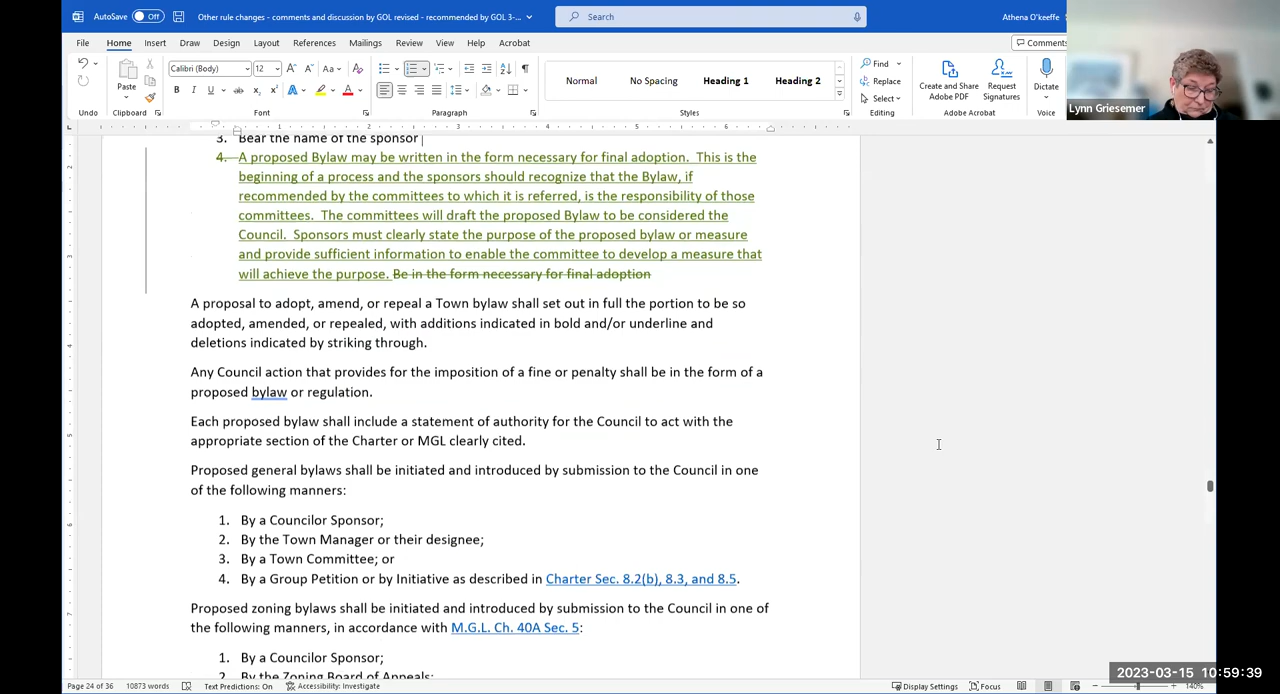 AutoSave Off Other rule changes - comments and discussion by GOL revised - recommended by GOL 3-... Search Athena O'keeffe
File Home Insert Draw Design Layout References Mailings Review View Help Acrobat Comments
Calibri (Body) 12 Normal No Spacing Heading 1 Heading 2 Find Replace Select
Paste Create and Share Adobe PDF Request Signatures Dictate
Undo Clipboard Font Paragraph Styles Editing Adobe Acrobat Voice
Lynn Griesemer
3. Bear the name of the sponsor
4. A proposed Bylaw may be written in the form necessary for final adoption. This is the
beginning of a process and the sponsors should recognize that the Bylaw, if
recommended by the committees to which it is referred, is the responsibility of those
committees. The committees will draft the proposed Bylaw to be considered the
Council. Sponsors must clearly state the purpose of the proposed bylaw or measure
and provide sufficient information to enable the committee to develop a measure that
will achieve the purpose. Be in the form necessary for final adoption
A proposal to adopt, amend, or repeal a Town bylaw shall set out in full the portion to be so
adopted, amended, or repealed, with additions indicated in bold and/or underline and
deletions indicated by striking through.
Any Council action that provides for the imposition of a fine or penalty shall be in the form of a
proposed bylaw or regulation.
Each proposed bylaw shall include a statement of authority for the Council to act with the
appropriate section of the Charter or MGL clearly cited.
Proposed general bylaws shall be initiated and introduced by submission to the Council in one
of the following manners:
1. By a Councilor Sponsor;
2. By the Town Manager or their designee;
3. By a Town Committee; or
4. By a Group Petition or by Initiative as described in Charter Sec. 8.2(b), 8.3, and 8.5.
Proposed zoning bylaws shall be initiated and introduced by submission to the Council in one of
the following manners, in accordance with M.G.L. Ch. 40A Sec. 5:
1. By a Councilor Sponsor;
2. By the Zoning Board of Appeals;
2023-03-15 10:59:39
Page 24 of 36 10873 words Text Predictions: On Accessibility: Investigate Display Settings Focus 140%